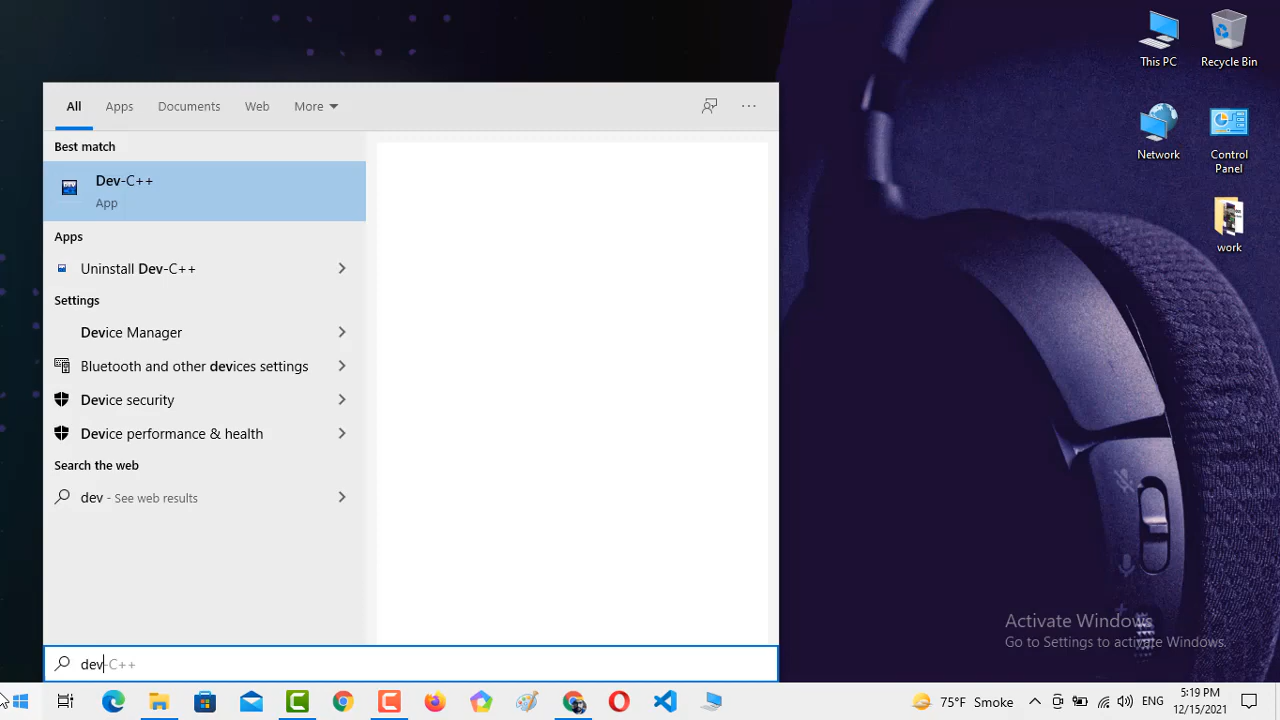 All
Apps
Documents
Web
More
Best match
Dev-C++
App
Apps
Uninstall Dev-C++
Settings
Device Manager
Bluetooth and other devices settings
Device security
Device performance & health
Search the web
dev - See web results
dev-C++
This PC
Recycle Bin
Network
Control
Panel
work
Activate Windows
Go to Settings to activate Windows.
75°F Smoke
ENG
5:19 PM
12/15/2021